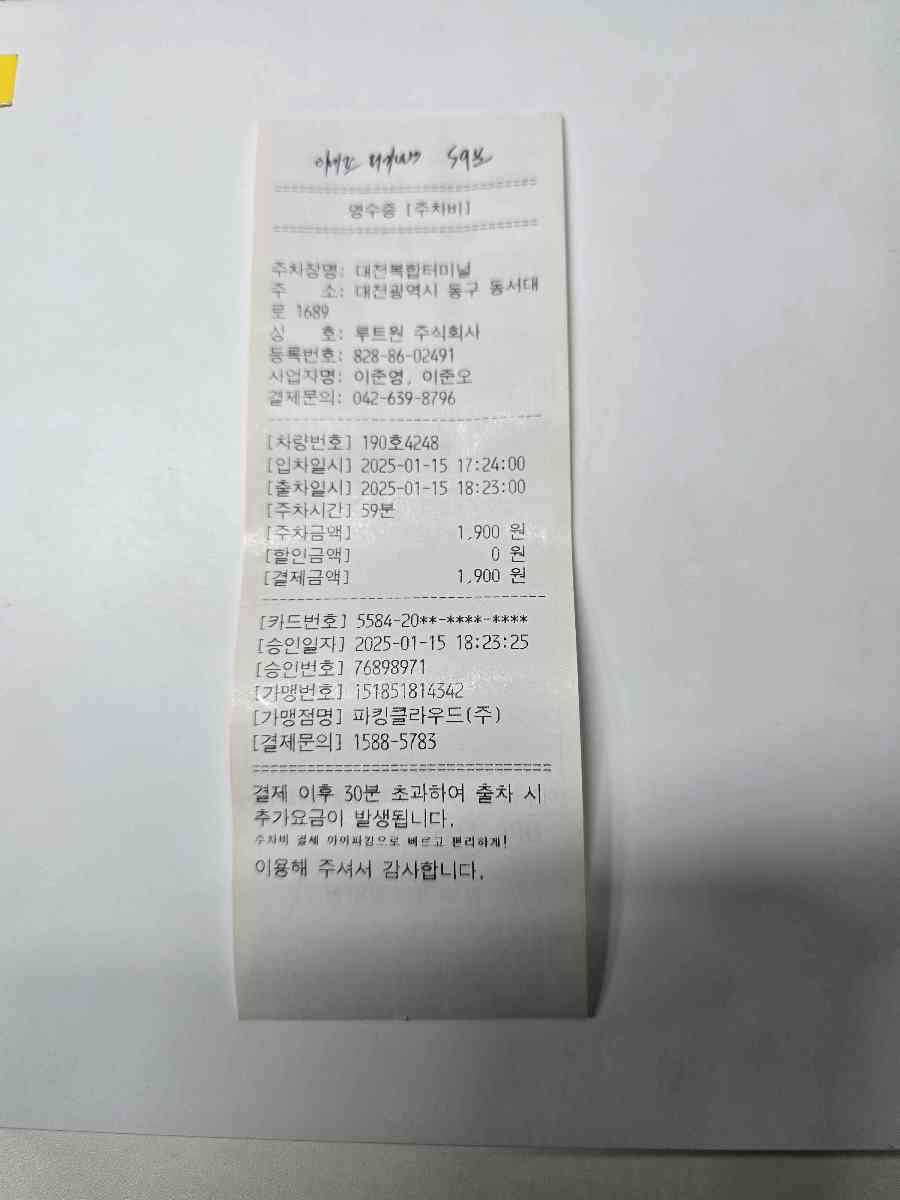 ================================
영수증 [주차비]
================================
주차장명: 대전복합터미널
주    소: 대전광역시 동구 동서대
로 1689
상    호: 루트원 주식회사
등록번호: 828-86-02491
사업자명: 이준영, 이준오
결제문의: 042-639-8796
--------------------------------
[차량번호] 190호4248
[입차일시] 2025-01-15 17:24:00
[출차일시] 2025-01-15 18:23:00
[주차시간] 59분
[주차금액] 1,900 원
[할인금액] 0 원
[결제금액] 1,900 원
--------------------------------
[카드번호] 5584-20**-****-****
[승인일자] 2025-01-15 18:23:25
[승인번호] 76898971
[가맹번호] 151851814342
[가맹점명] 파킹클라우드(주)
[결제문의] 1588-5783
================================
결제 이후 30분 초과하여 출차 시
추가요금이 발생됩니다.
주차비 결제 아이파킹으로 빠르고 편리하게!
이용해 주셔서 감사합니다.